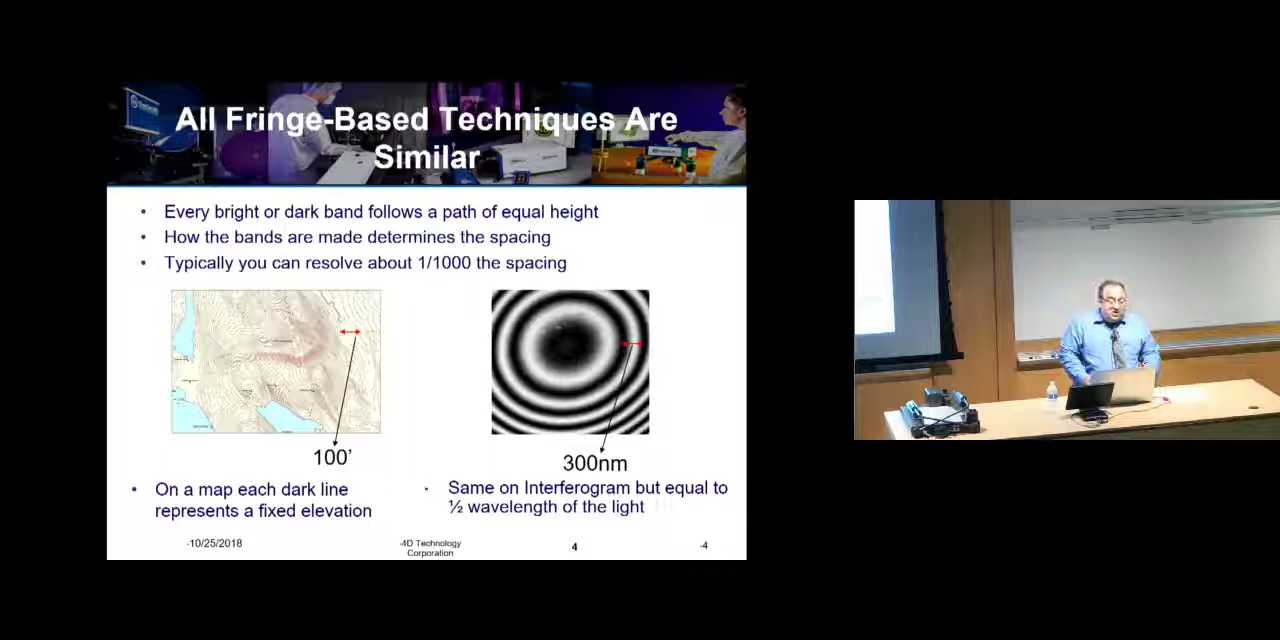 All Fringe-Based Techniques Are
Similar
• Every bright or dark band follows a path of equal height
• How the bands are made determines the spacing
• Typically you can resolve about 1/1000 the spacing
100’
300nm
• On a map each dark line
represents a fixed elevation
• Same on Interferogram but equal to
½ wavelength of the light
-10/25/2018
-4D Technology
Corporation
4
-4